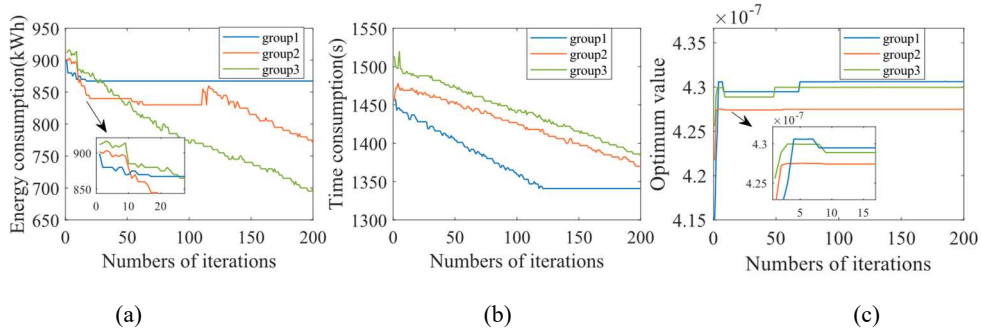 950
900
850
800
750
700
650
Energy consumption(kWh)
group1
group2
group3
900
850
0 10 20
0 50 100 150 200
Numbers of iterations
(a)
1600
1550
1500
1450
1400
1350
1300
Time consumption(s)
group1
group2
group3
0 50 100 150 200
Numbers of iterations
(b)
×10⁻⁷
4.35
4.3
4.25
4.2
4.15
Optimum value
group1
group2
group3
×10⁻⁷
4.3
4.25
5 10 15
0 50 100 150 200
Numbers of iterations
(c)